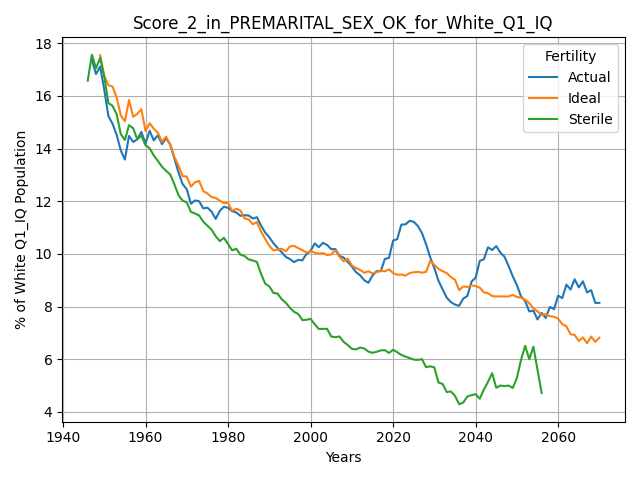 Score_2_in_PREMARITAL_SEX_OK_for_White_Q1_IQ
Fertility
Actual
Ideal
Sterile
% of White Q1_IQ Population
18
16
14
12
10
8
6
4
1940
1960
1980
2000
2020
2040
2060
Years